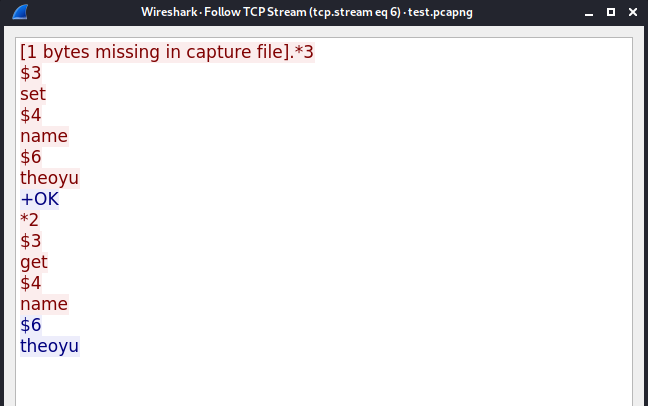 Wireshark · Follow TCP Stream (tcp.stream eq 6) · test.pcapng
[1 bytes missing in capture file].*3
$3
set
$4
name
$6
theoyu
+OK
*2
$3
get
$4
name
$6
theoyu